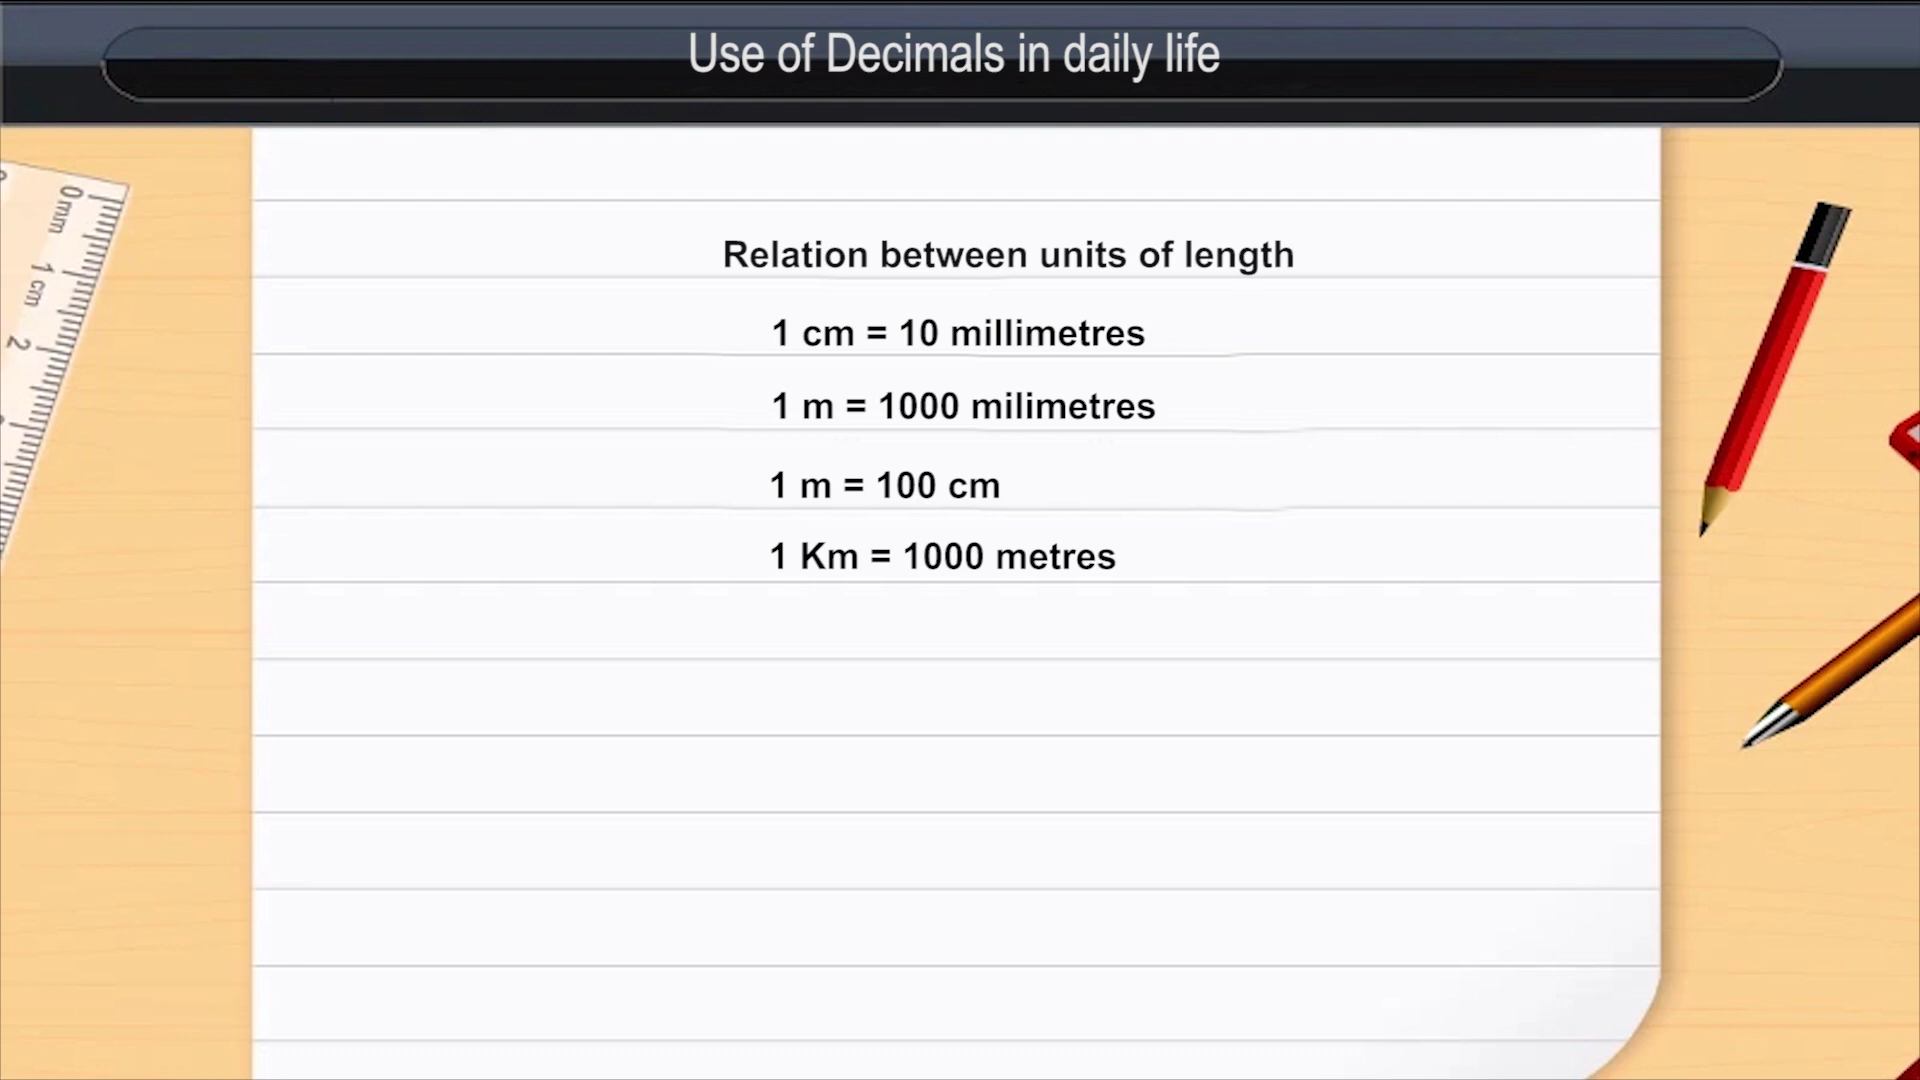 Use of Decimals in daily life
Relation between units of length
1 cm = 10 millimetres
1 m = 1000 milimetres
1 m = 100 cm
1 Km = 1000 metres
0mm
1 cm
2